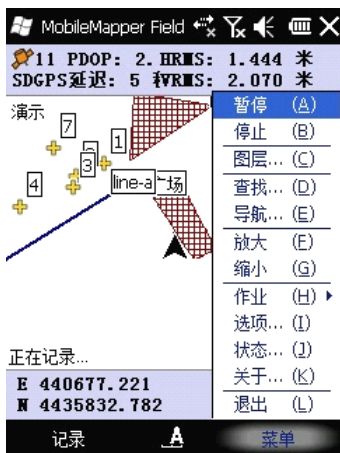 MobileMapper Field
11 PDOP: 2. HRMS: 1.444 米
SDGPS延迟: 5 VRMS: 2.070 米
演示
7
1
3
4
line-a
场
正在记录...
暂停 (A)
停止 (B)
图层... (C)
查找... (D)
导航... (E)
放大 (F)
缩小 (G)
作业 (H)
选项... (I)
状态... (J)
关于... (K)
退出 (L)
E 440677.221
N 4435832.782
记录
A
菜单